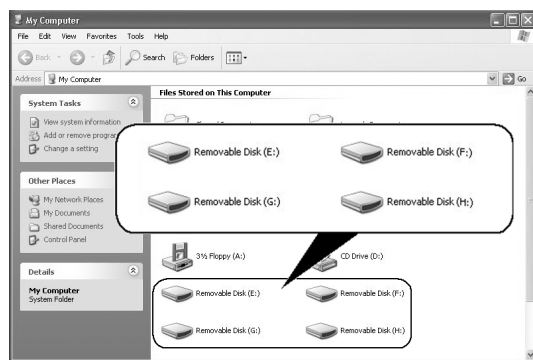 My Computer
File Edit View Favorites Tools Help
Back Search Folders
Address My Computer Go
Files Stored on This Computer
System Tasks
View system information
Add or remove
Change a setting
Other Places
My Network Places
My Documents
Shared Documents
Control Panel
Details
My Computer
System Folder
Removable Disk (E:) Removable Disk (F:)
Removable Disk (G:) Removable Disk (H:)
3½ Floppy (A:) CD Drive (D:)
Removable Disk (E:) Removable Disk (F:)
Removable Disk (G:) Removable Disk (H:)